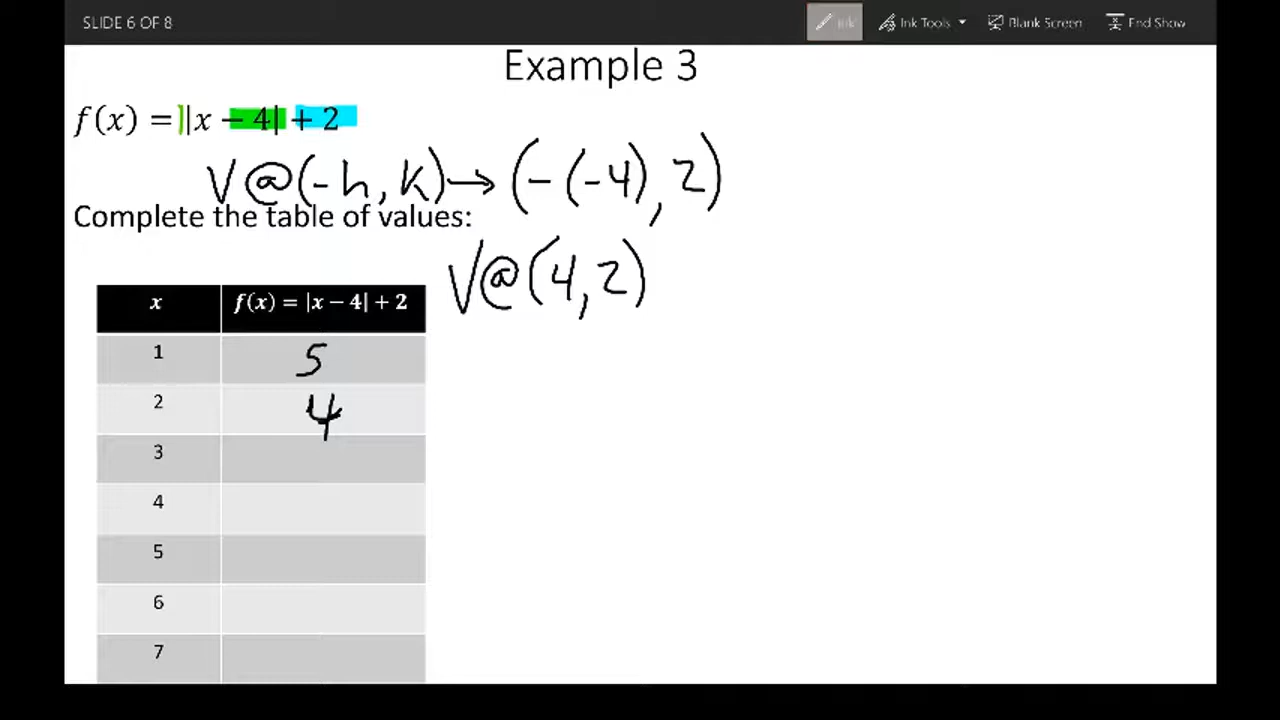 SLIDE 6 OF 8
Ink Ink Tools Blank Screen End Show
Example 3
f(x) = ||x − 4| + 2
V@(-h, k) → (-(-4), 2)
Complete the table of values:
V@(4, 2)
x f(x) = |x − 4| + 2
1 5
2 4
3
4
5
6
7